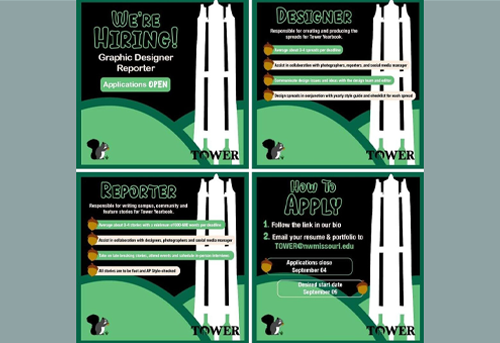 WE'RE
HIRING!
Graphic Designer
Reporter
Applications OPEN
TOWER
DESIGNER
Responsible for creating and producing the
spreads for Tower Yearbook.
Average about 3-4 spreads per deadline
Assist in collaboration with photographers, reporters, and social media manager
Communicate design issues and ideas with the design team and editor
Design spreads in conjunction with yearly style guide and checklist for each spread
TOWER
REPORTER
Responsible for writing campus, community and
feature stories for Tower Yearbook.
Average about 3-4 stories with a minimum of words per deadline
Assist in collaboration with designers, photographers and social media manager
Take on late-breaking stories, attend events and schedule in-person interviews
All stories are to be fact and AP Style-checked
TOWER
HOW TO
APPLY
1. Follow the link in our bio
2. Email your resume & portfolio to
TOWER@nwmissouri.edu
Applications close
September 04
Desired start date
September 05
TOWER